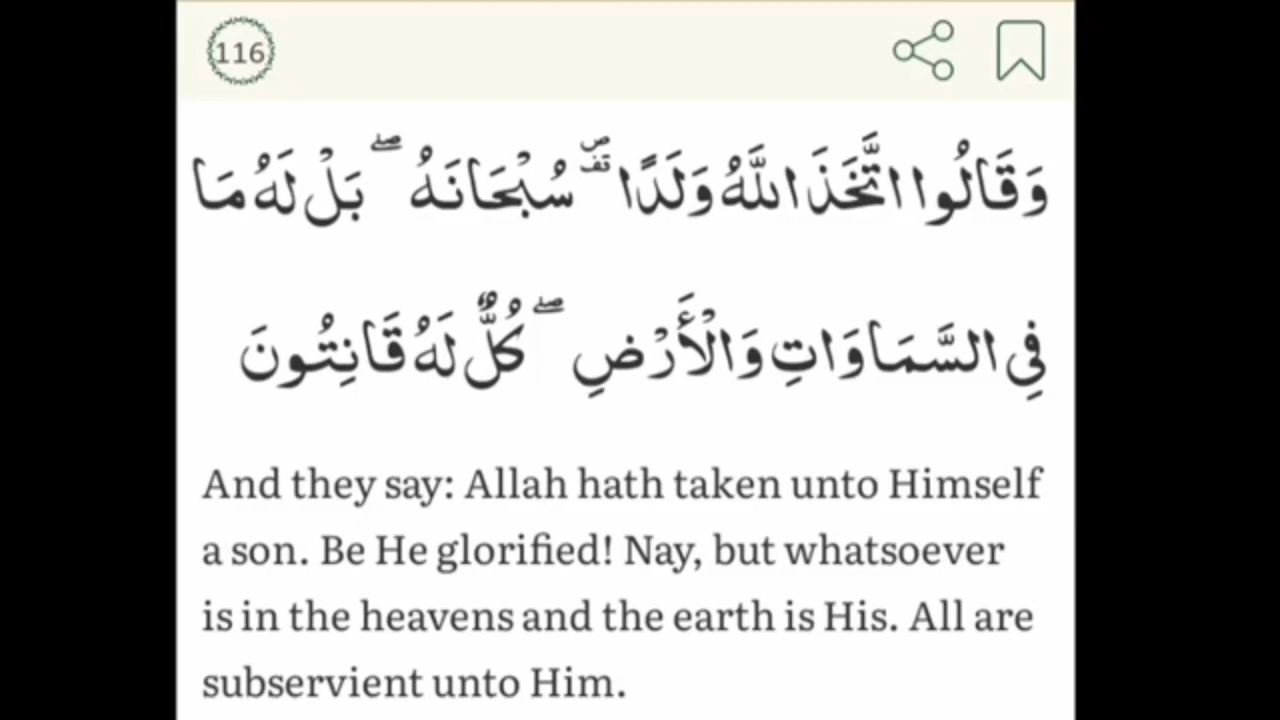 116
وَقَالُوا اتَّخَذَ اللَّهُ وَلَدًا ۗ سُبْحَانَهُ ۖ بَلْ لَهُ مَا
فِي السَّمَاوَاتِ وَالْأَرْضِ ۖ كُلٌّ لَهُ قَانِتُونَ
And they say: Allah hath taken unto Himself
a son. Be He glorified! Nay, but whatsoever
is in the heavens and the earth is His. All are
subservient unto Him.